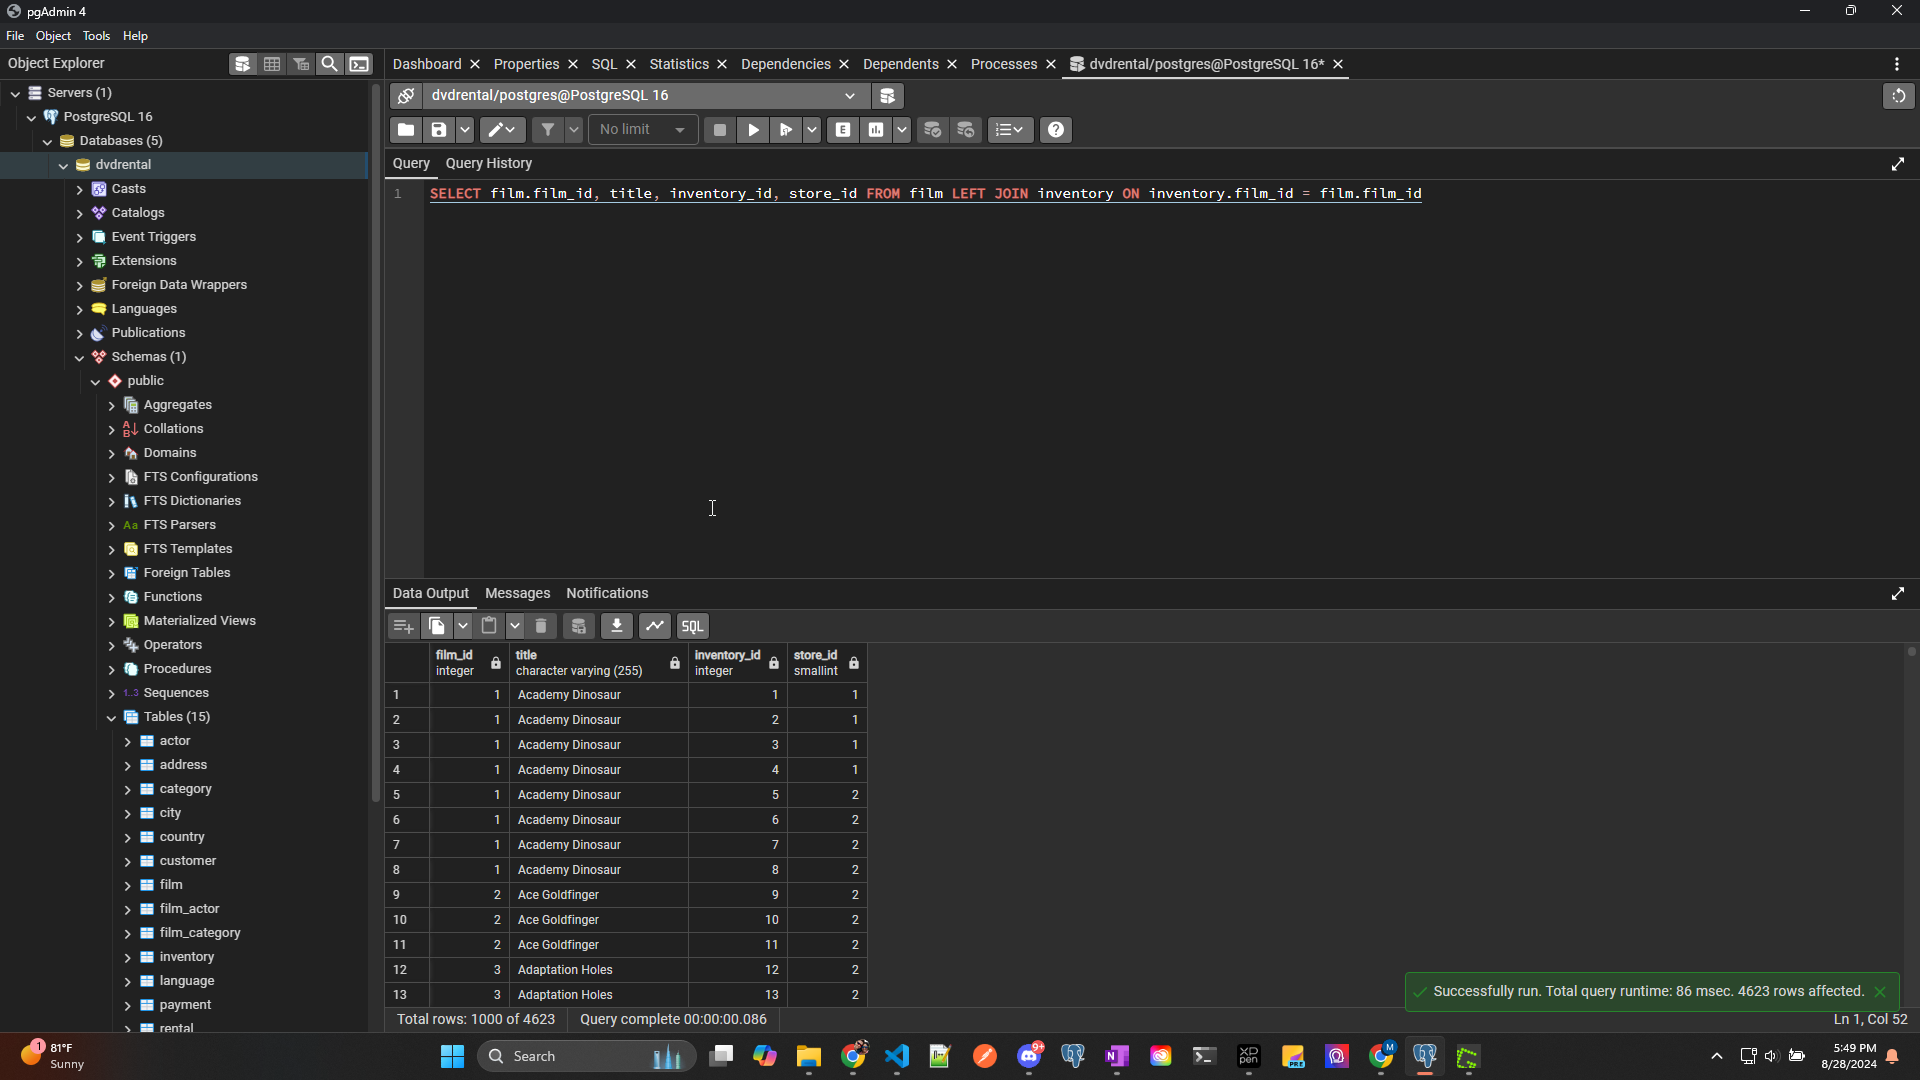 pgAdmin 4
File Object Tools Help
Object Explorer
Dashboard Properties SQL Statistics Dependencies Dependents Processes dvdrental/postgres@PostgreSQL 16*
dvdrental/postgres@PostgreSQL 16
No limit
E
Query Query History
1 SELECT film.film_id, title, inventory_id, store_id FROM film LEFT JOIN inventory ON inventory.film_id = film.film_id
Servers (1)
PostgreSQL 16
Databases (5)
dvdrental
Casts
Catalogs
Event Triggers
Extensions
Foreign Data Wrappers
Languages
Publications
Schemas (1)
public
Aggregates
Collations
Domains
FTS Configurations
FTS Dictionaries
Aa FTS Parsers
FTS Templates
Foreign Tables
Functions
Materialized Views
Operators
Procedures
1..3 Sequences
Tables (15)
actor
address
category
city
country
customer
film
film_actor
film_category
inventory
language
payment
rental
Data Output Messages Notifications
SQL
film_id integer title character varying (255) inventory_id integer store_id smallint
1 1 Academy Dinosaur 1 1
2 1 Academy Dinosaur 2 1
3 1 Academy Dinosaur 3 1
4 1 Academy Dinosaur 4 1
5 1 Academy Dinosaur 5 2
6 1 Academy Dinosaur 6 2
7 1 Academy Dinosaur 7 2
8 1 Academy Dinosaur 8 2
9 2 Ace Goldfinger 9 2
10 2 Ace Goldfinger 10 2
11 2 Ace Goldfinger 11 2
12 3 Adaptation Holes 12 2
13 3 Adaptation Holes 13 2
Successfully run. Total query runtime: 86 msec. 4623 rows affected.
Total rows: 1000 of 4623 Query complete 00:00:00.086 Ln 1, Col 52
1 81°F
Sunny
Search
9+
XP PEN
PRE
M
5:49 PM
8/28/2024